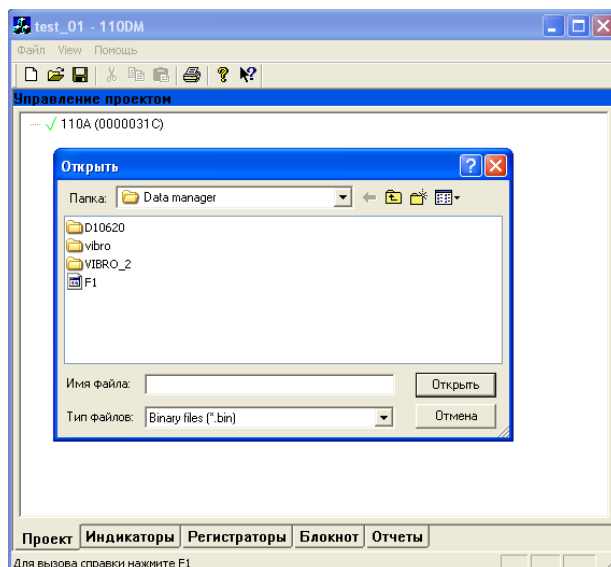 test_01 - 110DM
Файл View Помощь
Управление проектом
110A (0000031C)
Открыть
Папка: Data manager
D10620
vibro
VIBRO_2
F1
Имя файла: Открыть
Тип файлов: Binary files (*.bin) Отмена
Проект Индикаторы Регистраторы Блокнот Отчеты
Для вызова справки нажмите F1